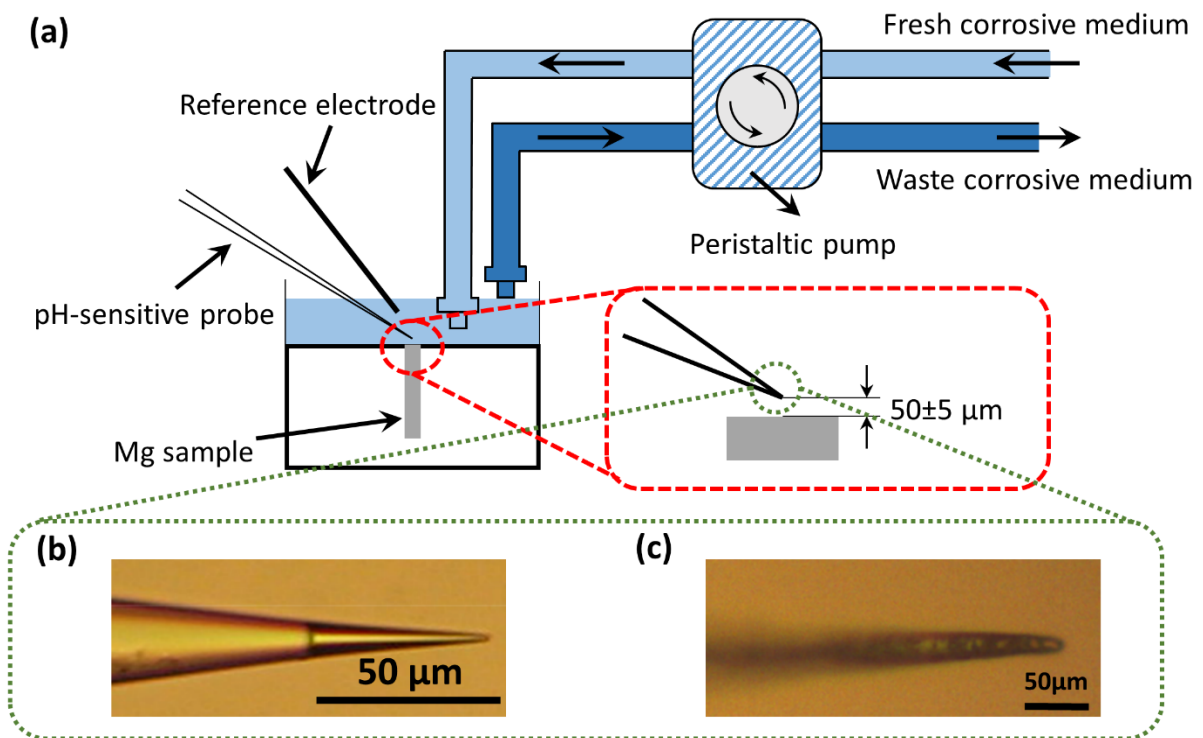 (a)
Fresh corrosive medium
Reference electrode
Waste corrosive medium
Peristaltic pump
pH-sensitive probe
50±5 µm
Mg sample
(b)
(c)
50 µm
50µm